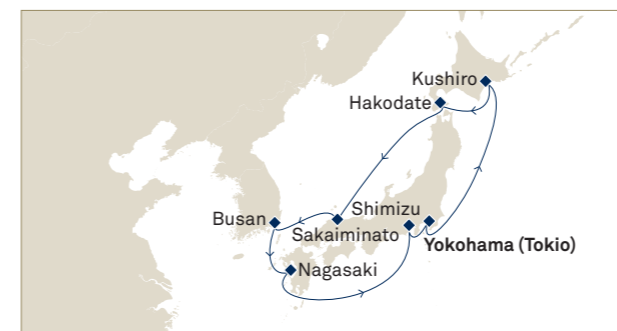 Kushiro
Hakodate
Shimizu
Busan
Sakaiminato
Yokohama (Tokio)
Nagasaki